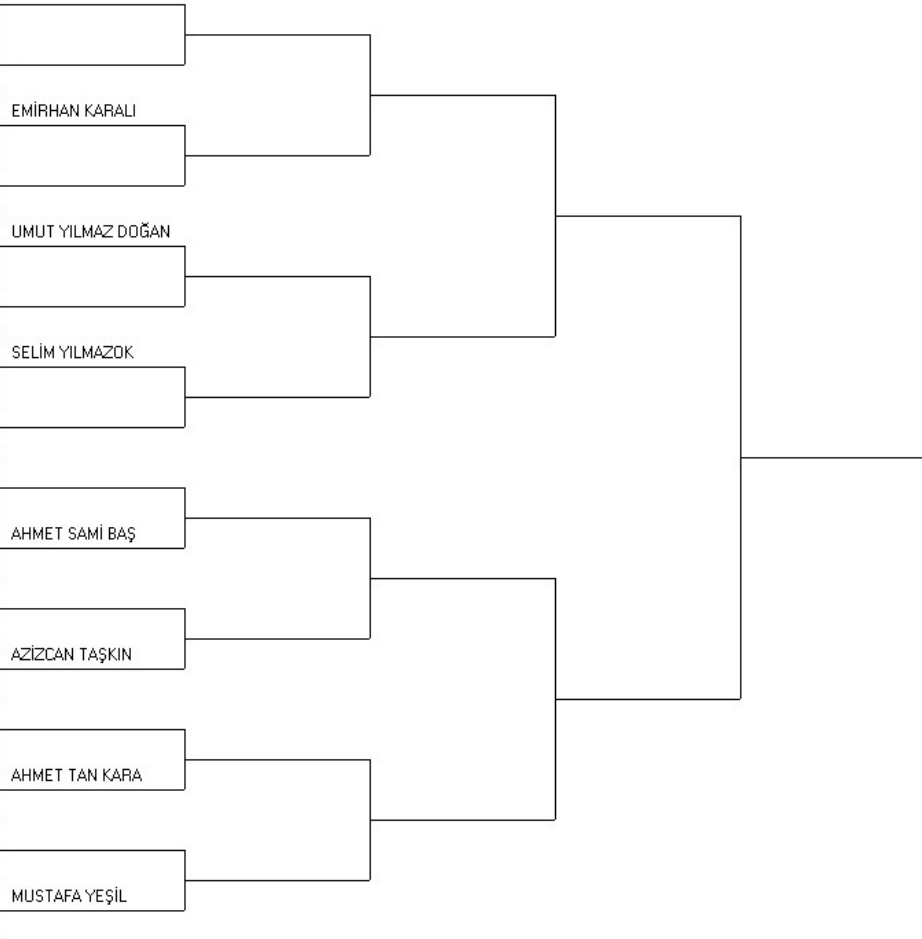 EMİRHAN KARALI
UMUT YILMAZ DOĞAN
SELİM YILMAZOK
AHMET SAMİ BAŞ
AZİZCAN TAŞKIN
AHMET TAN KARA
MUSTAFA YEŞİL